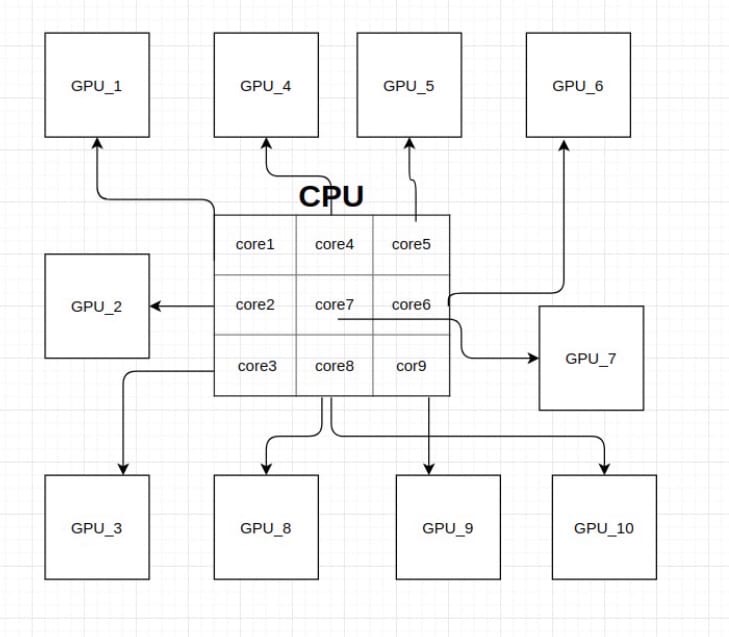 GPU_1
GPU_4
GPU_5
GPU_6
CPU
core1
core4
core5
core2
core7
core6
core3
core8
cor9
GPU_2
GPU_7
GPU_3
GPU_8
GPU_9
GPU_10